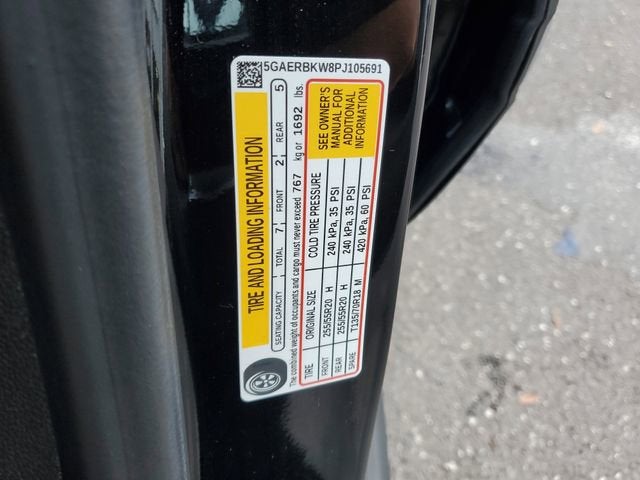 5GAERBKW8PJ105691
TIRE AND LOADING INFORMATION
SEATING CAPACITY TOTAL 7 FRONT 2 REAR 5
The combined weight of occupants and cargo must never exceed 767 kg or 1692 lbs.
TIRE ORIGINAL SIZE COLD TIRE PRESSURE
FRONT 255/55R20 H 240 kPa, 35 PSI
REAR 255/55R20 H 240 kPa, 35 PSI
SPARE T135/70R18 M 420 kPa, 60 PSI
SEE OWNER'S
MANUAL FOR
ADDITIONAL
INFORMATION